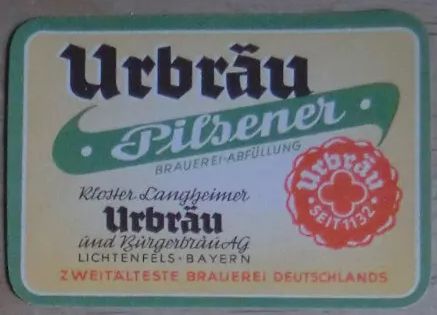 Urbräu
· Pilsener ·
BRAUEREI-ABFÜLLUNG
Kloster Langheimer
Urbräu
und Bürgerbräu AG
LICHTENFELS · BAYERN
Urbräu
· SEIT 1132 ·
ZWEITÄLTESTE BRAUEREI DEUTSCHLANDS